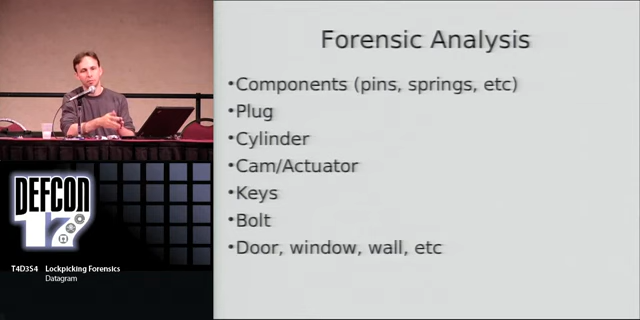 Forensic Analysis
•Components (pins, springs, etc)
•Plug
•Cylinder
•Cam/Actuator
•Keys
•Bolt
•Door, window, wall, etc
DEFCON
17
T4D3S4 Lockpicking Forensics
Datagram